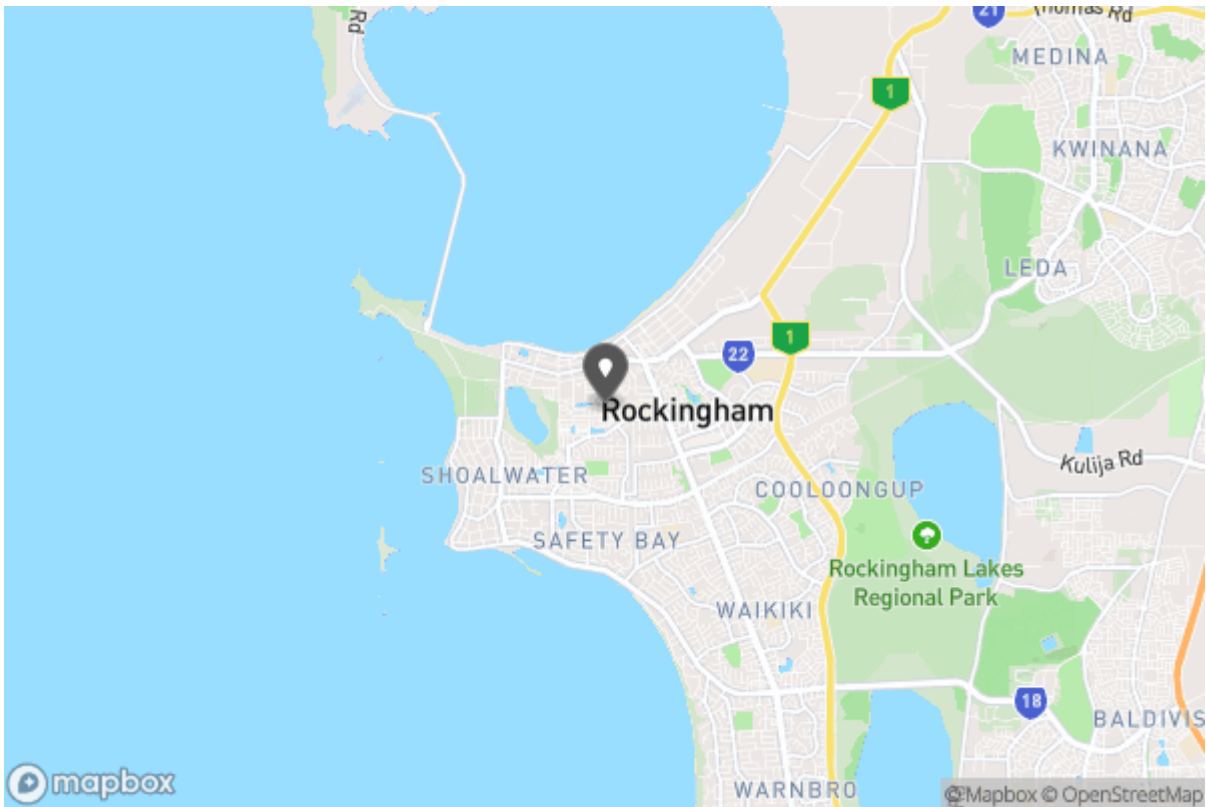 Rd
21
Thomas Rd
MEDINA
1
KWINANA
LEDA
1
22
Rockingham
Kulija Rd
SHOALWATER
COOLOONGUP
SAFETY BAY
Rockingham Lakes
Regional Park
WAIKIKI
18
BALDIVIS
WARNBRO
mapbox
© Mapbox © OpenStreetMap